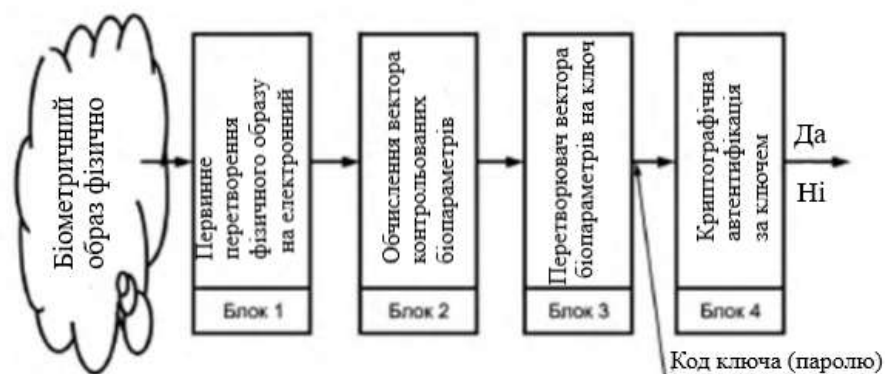 Біометричний
образ фізично
Первинне
перетворення
фізичного образу
на електронний
Блок 1
Обчислення вектора
контрольованих
біопараметрів
Блок 2
Перетворювач вектора
біопараметрів на ключ
Блок 3
Криптографічна
автентифікація
за ключем
Блок 4
Да
Ні
Код ключа (паролю)